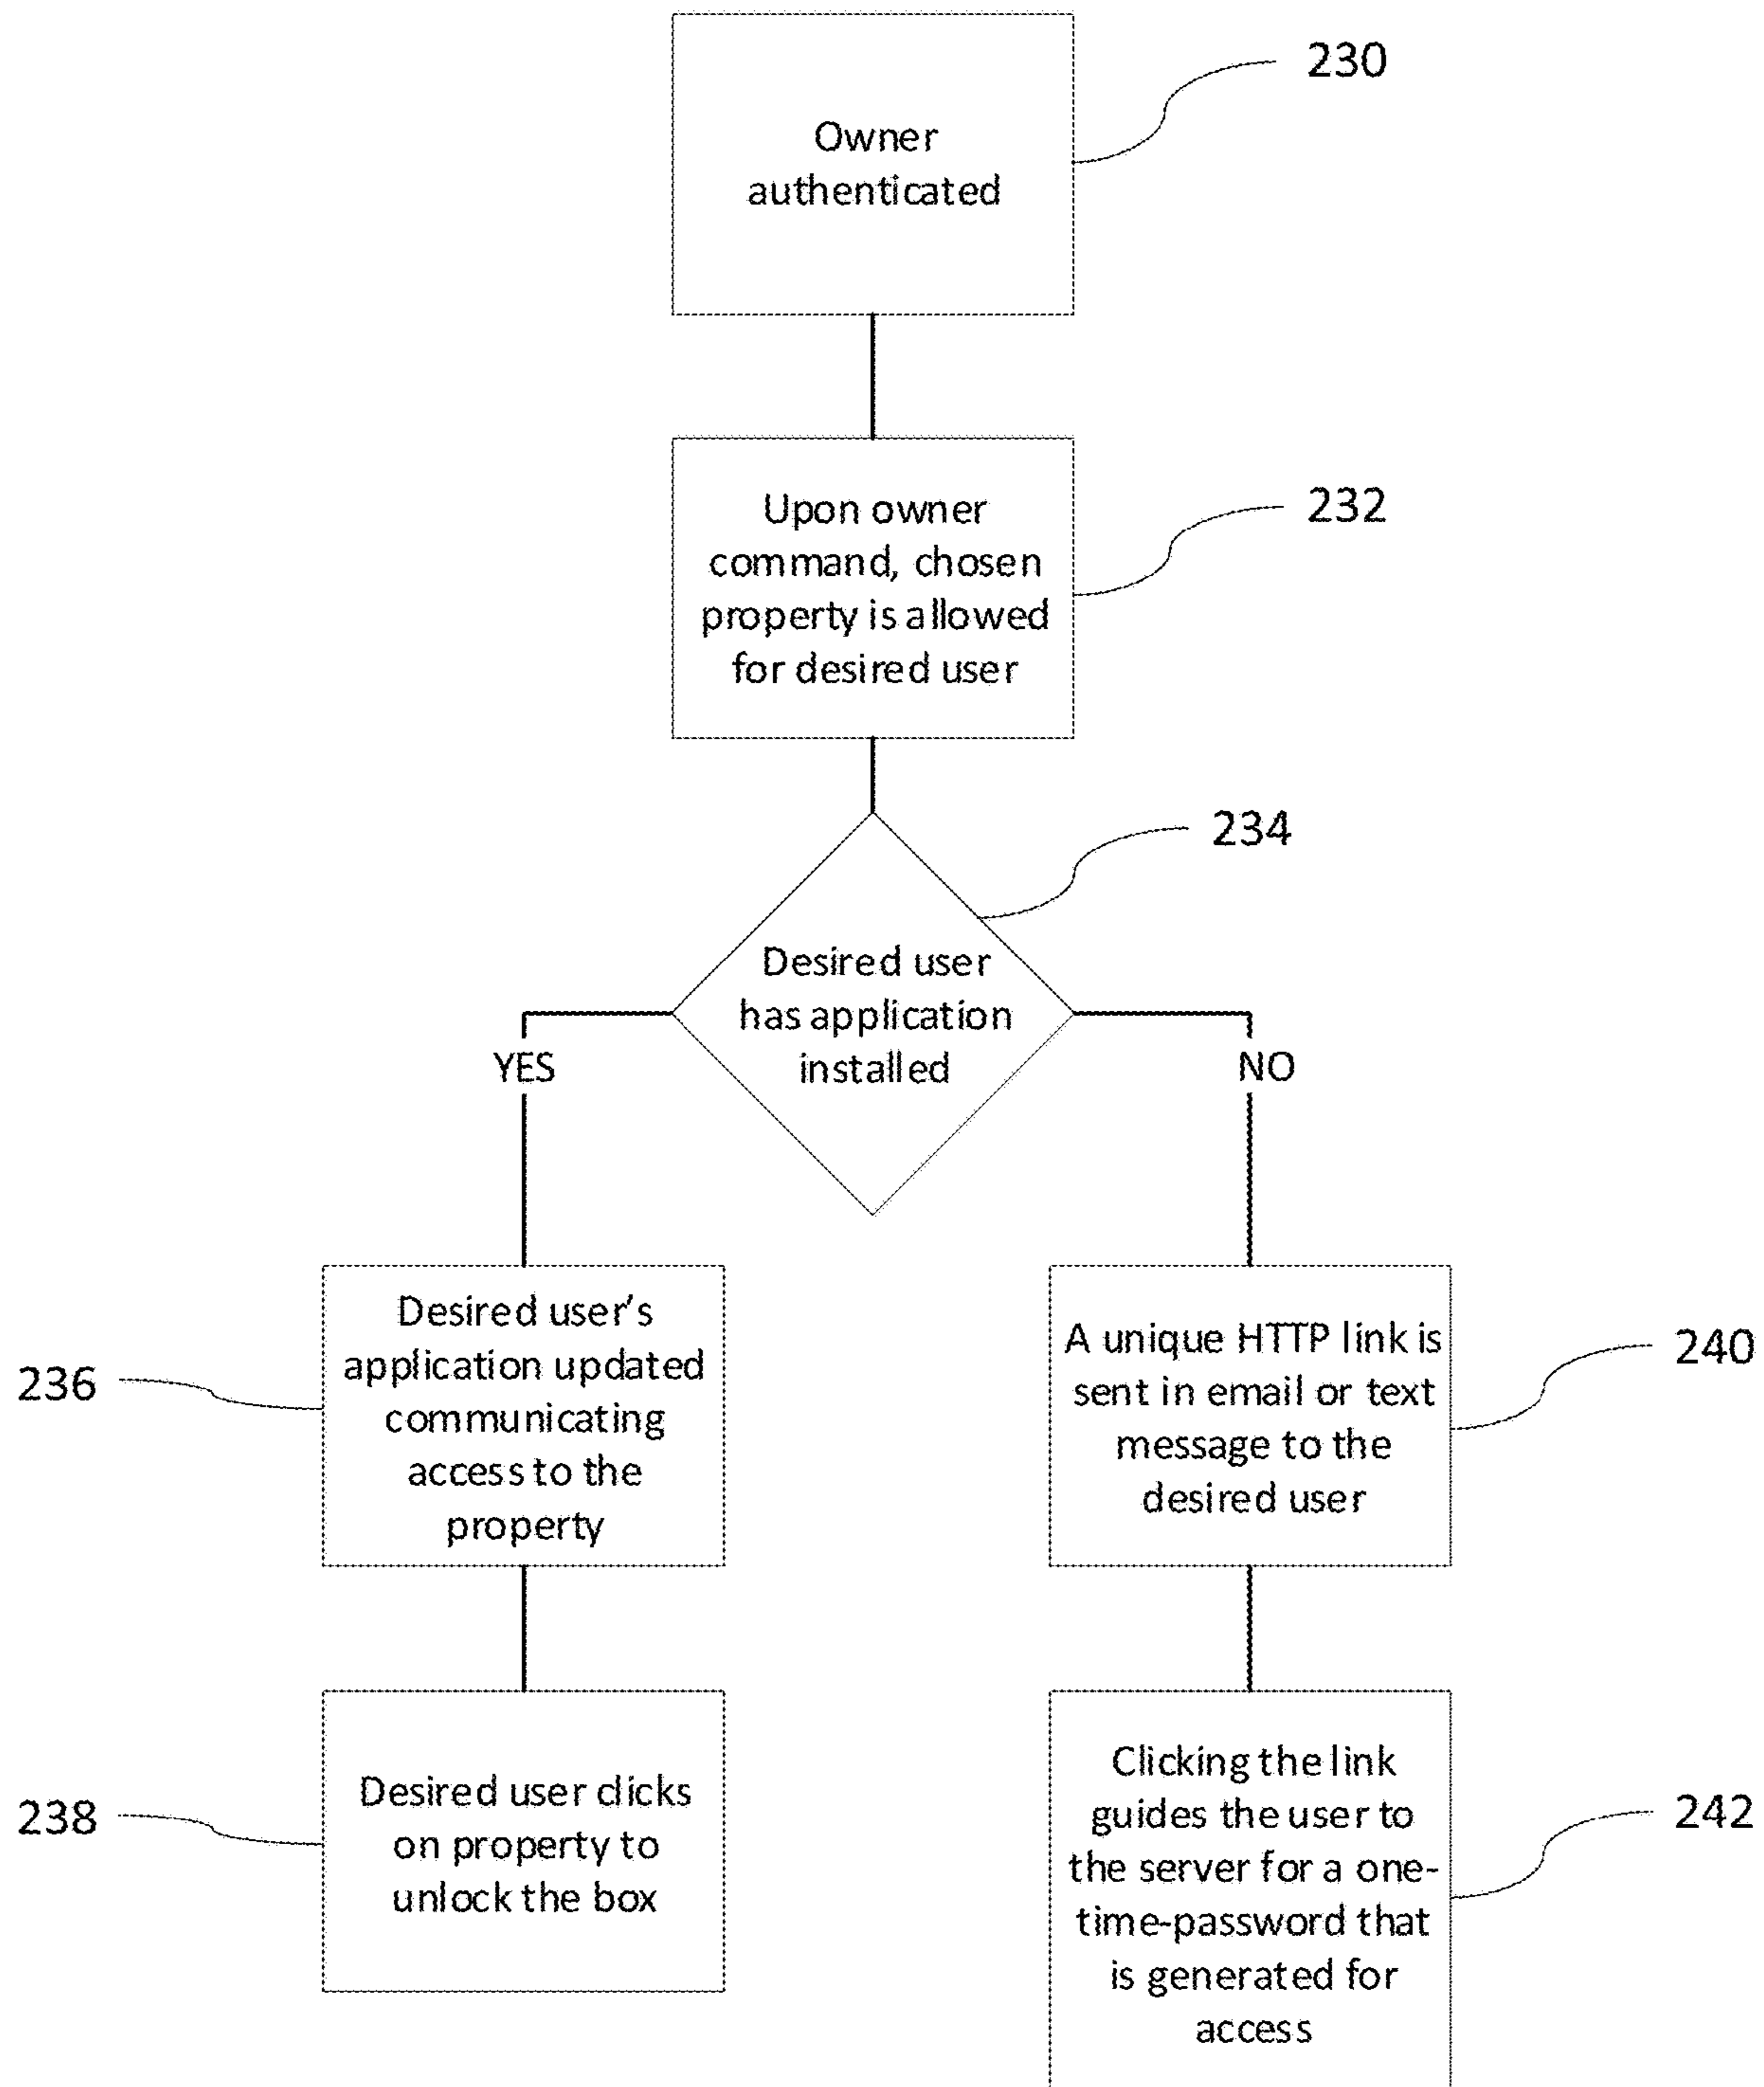 230
Owner
authenticated
232
Upon owner
command, chosen
property is allowed
for desired user
234
Desired user
has application
installed
YES
NO
236
Desired user's
application updated
communicating
access to the
property
240
A unique HTTP link is
sent in email or text
message to the
desired user
238
Desired user clicks
on property to
unlock the box
242
Clicking the link
guides the user to
the server for a one-
time-password that
is generated for
access